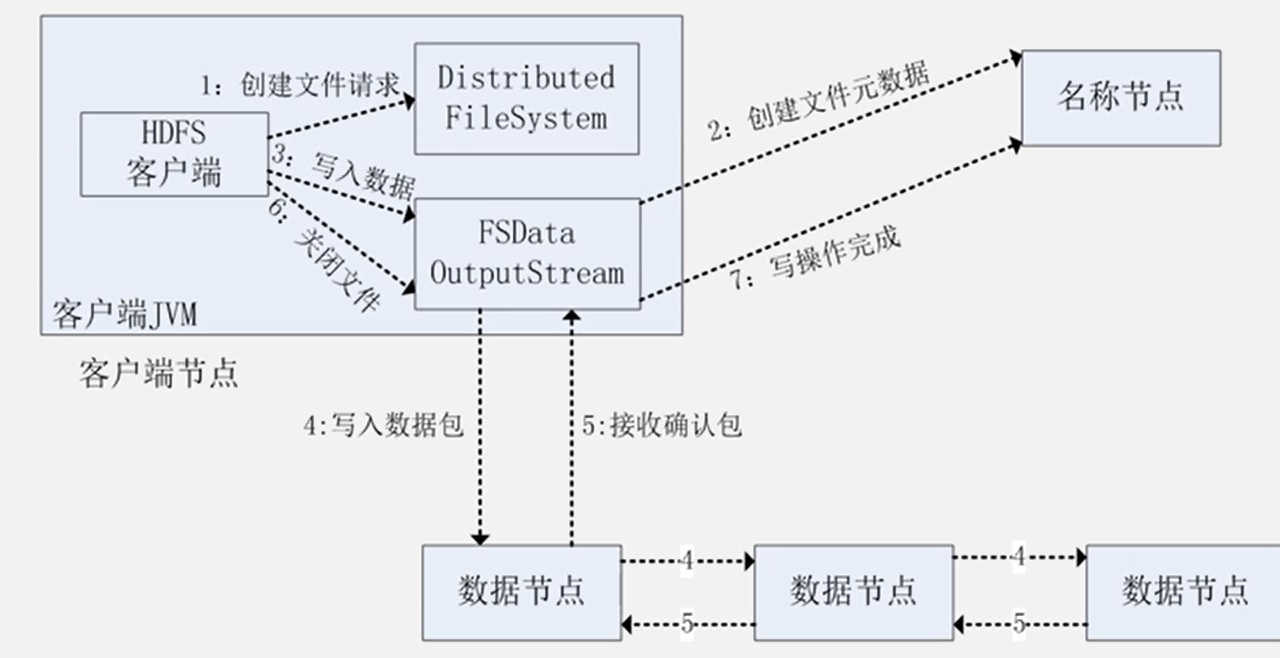 1: 创建文件请求
Distributed
FileSystem
2: 创建文件元数据
名称节点
HDFS
客户端
3: 写入数据
6: 关闭文件
FSData
OutputStream
7: 写操作完成
客户端JVM
客户端节点
4:写入数据包
5:接收确认包
数据节点
4
数据节点
4
数据节点
5
5